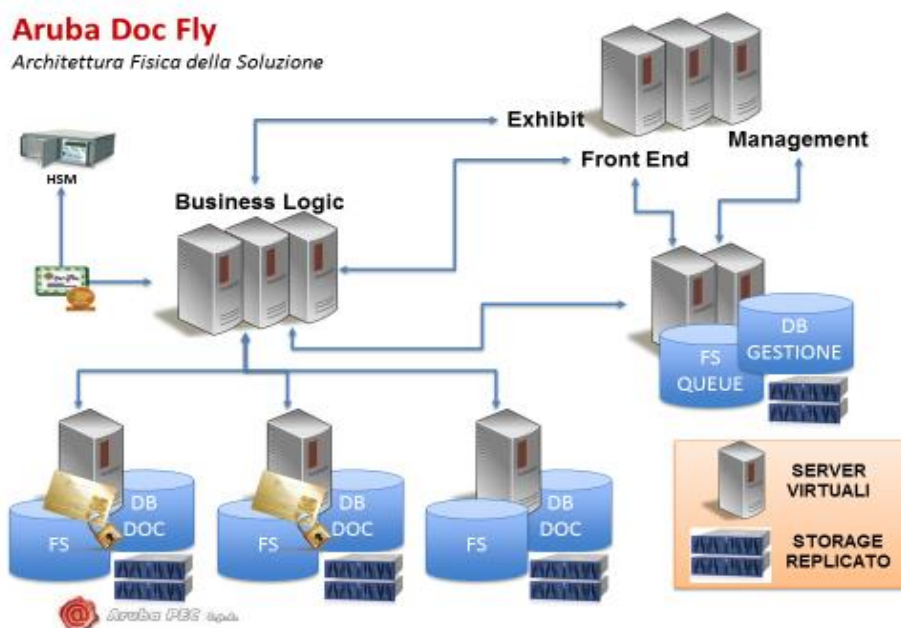 Aruba Doc Fly
Architettura Fisica della Soluzione
HSM
Exhibit
Front End
Management
Business Logic
FS
QUEUE
DB
GESTIONE
FS
DB
DOC
FS
DB
DOC
FS
DB
DOC
SERVER
VIRTUALI
STORAGE
REPLICATO
@ Aruba PEC S.p.A.